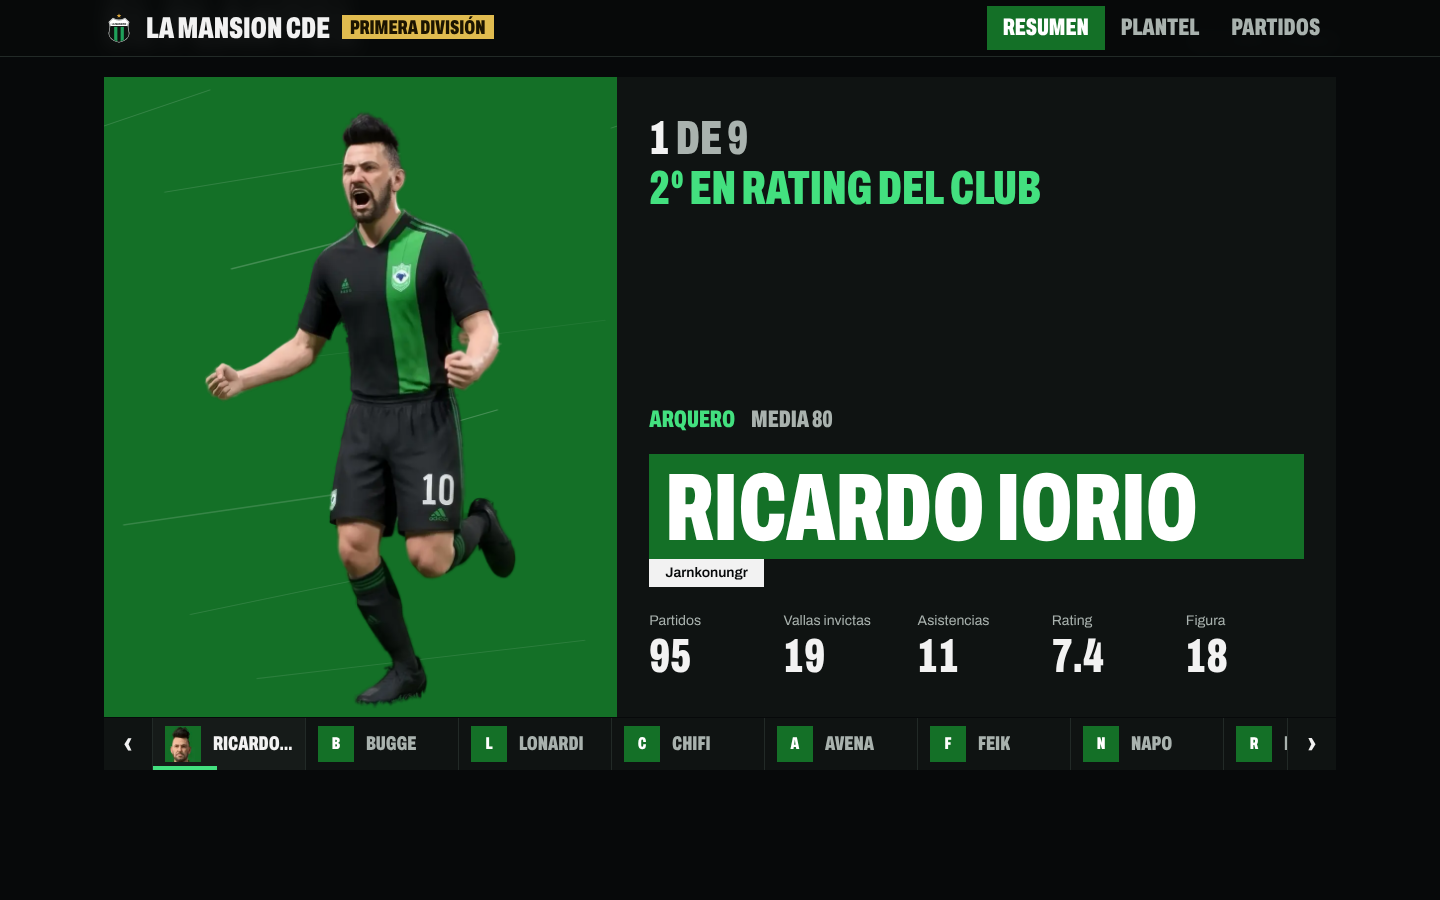 LA MANSION CDE
PRIMERA DIVISIÓN
RESUMEN
PLANTEL
PARTIDOS
1 DE 9
2º EN RATING DEL CLUB
ARQUERO
MEDIA 80
RICARDO IORIO
Jarnkonungr
Partidos
95
Vallas invictas
19
Asistencias
11
Rating
7.4
Figura
18
10
‹
RICARDO...
B
BUGGE
L
LONARDI
C
CHIFI
A
AVENA
F
FEIK
N
NAPO
R
›